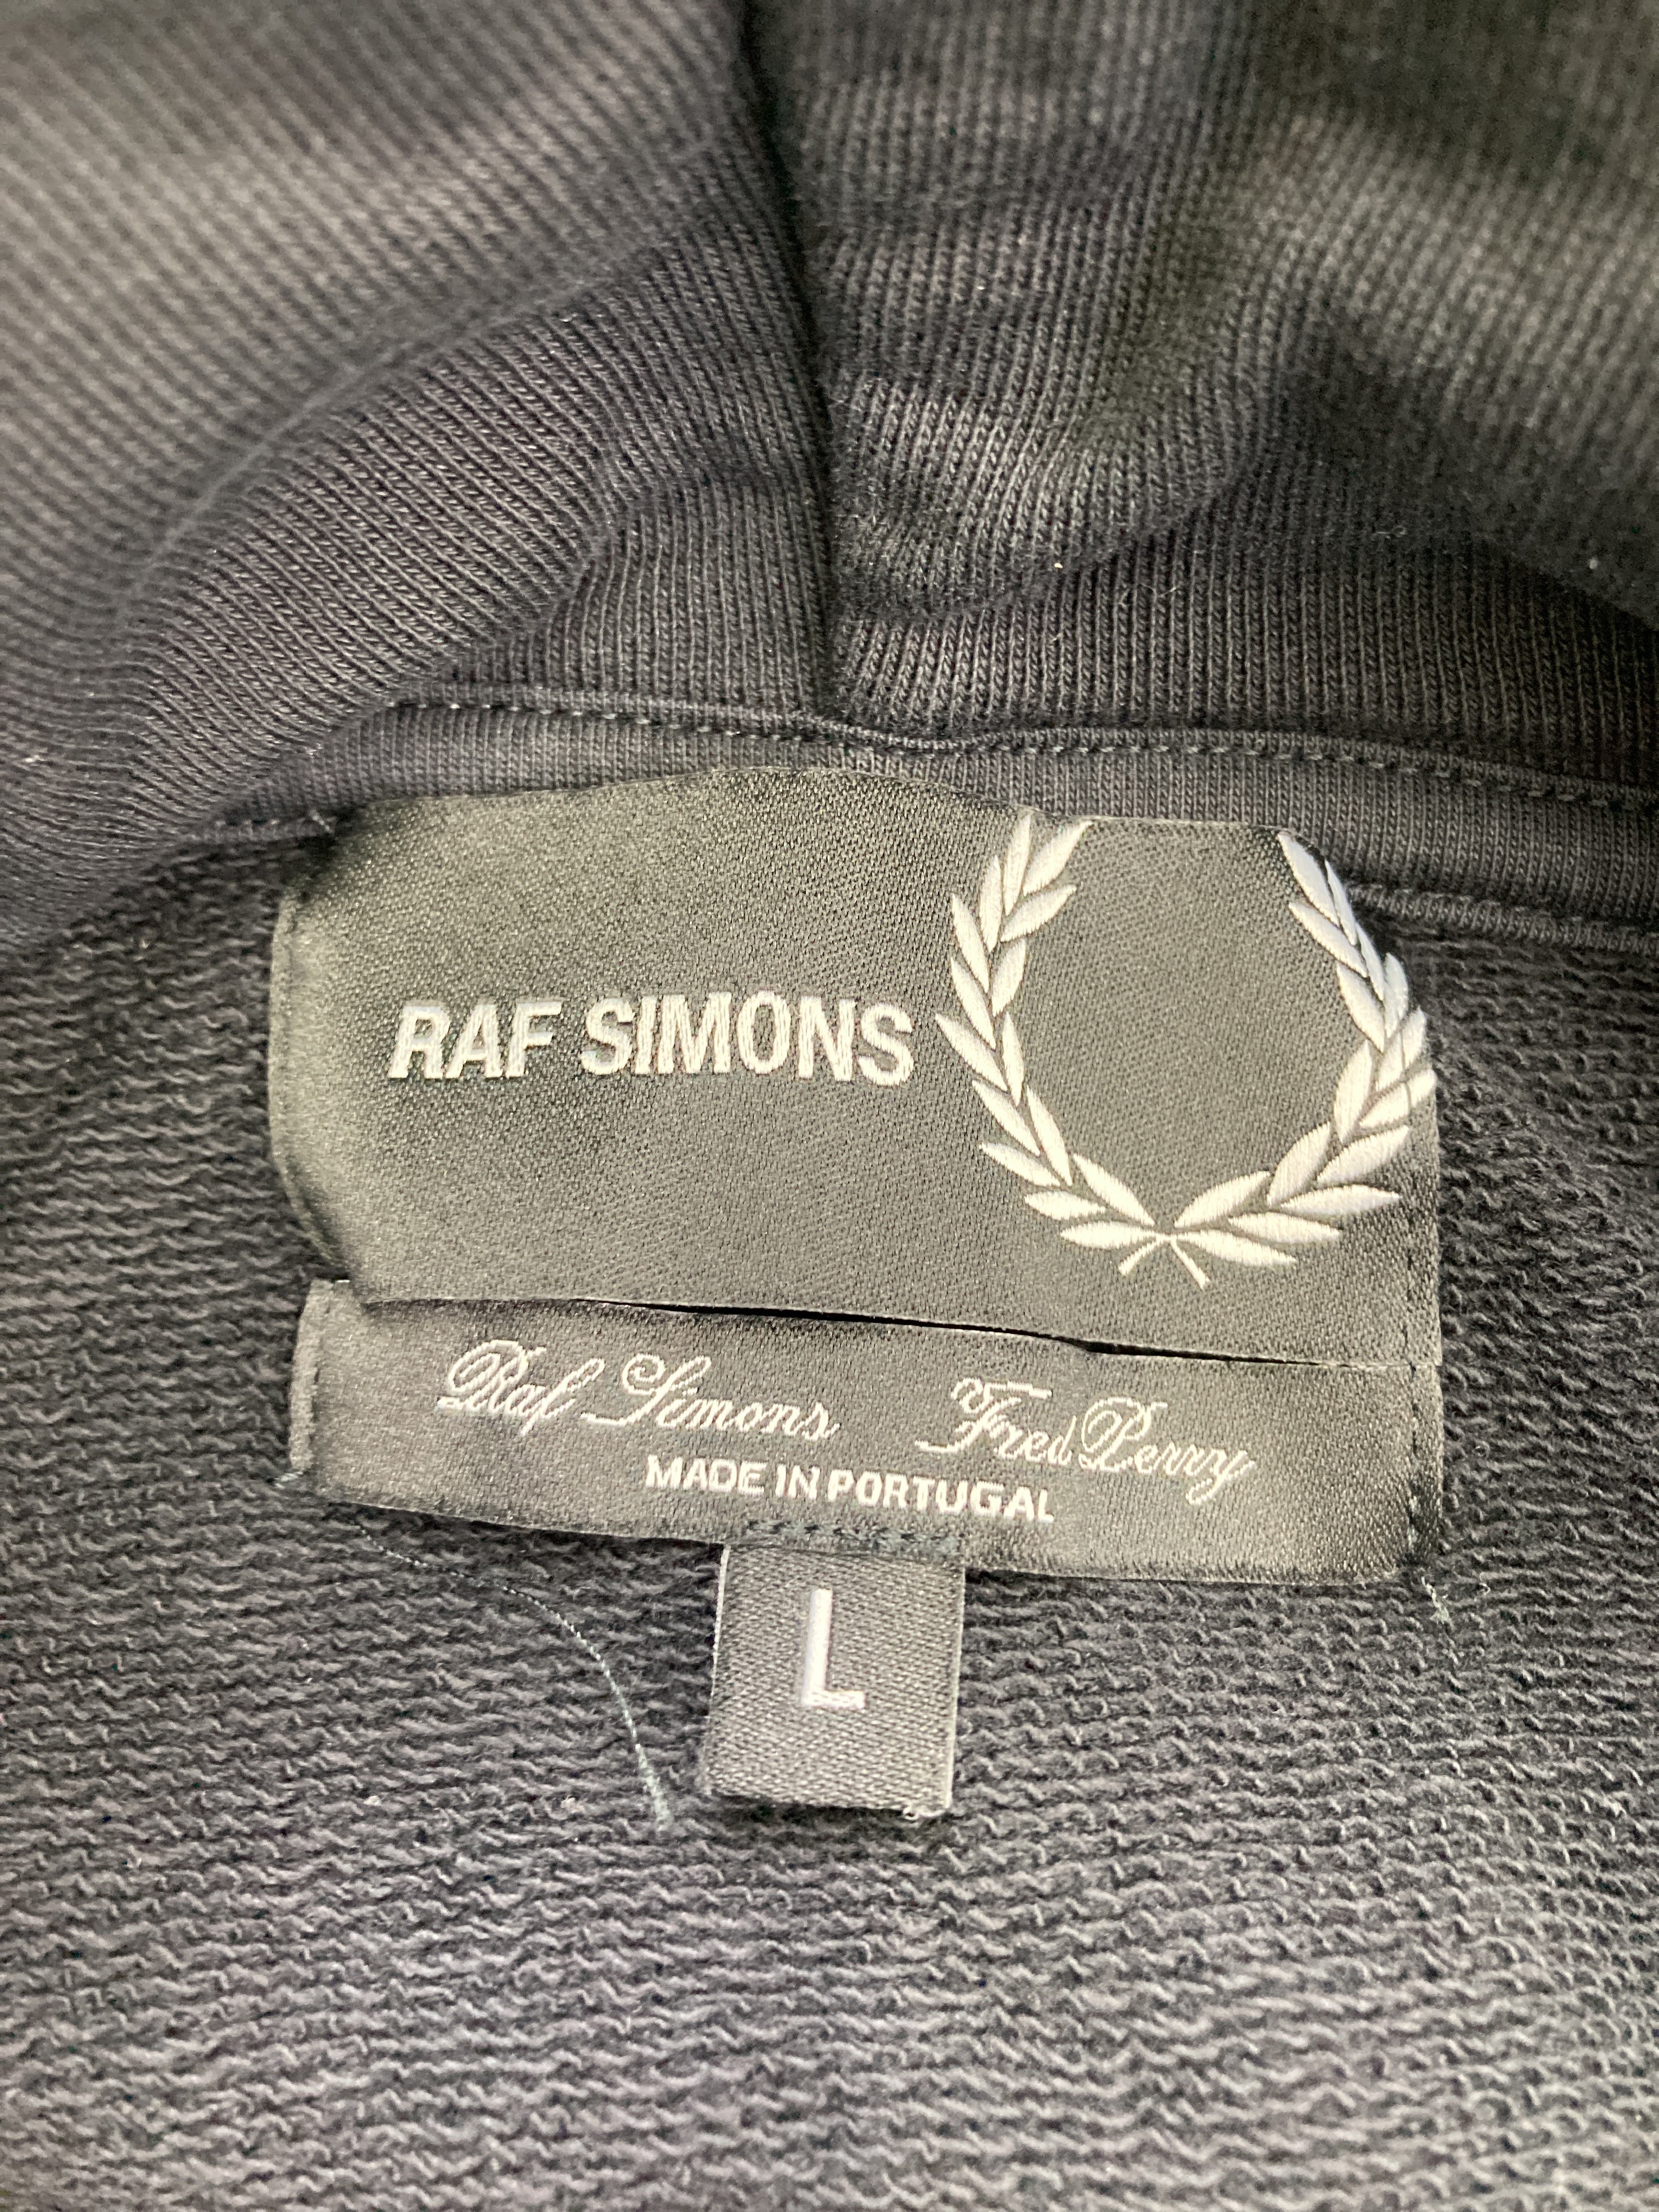 RAF SIMONS
Raf Simons Fred Perry
MADE IN PORTUGAL
L